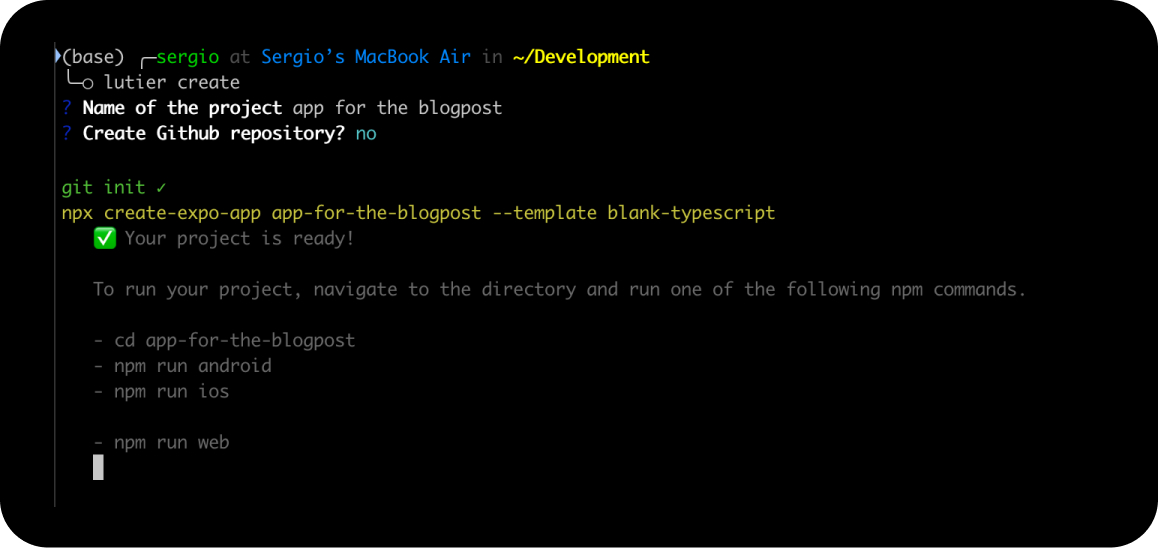 (base) ╭─sergio at Sergio’s MacBook Air in ~/Development
╰─○ lutier create
? Name of the project app for the blogpost
? Create Github repository? no
git init ✓
npx create-expo-app app-for-the-blogpost --template blank-typescript
✅ Your project is ready!
To run your project, navigate to the directory and run one of the following npm commands.
- cd app-for-the-blogpost
- npm run android
- npm run ios
- npm run web